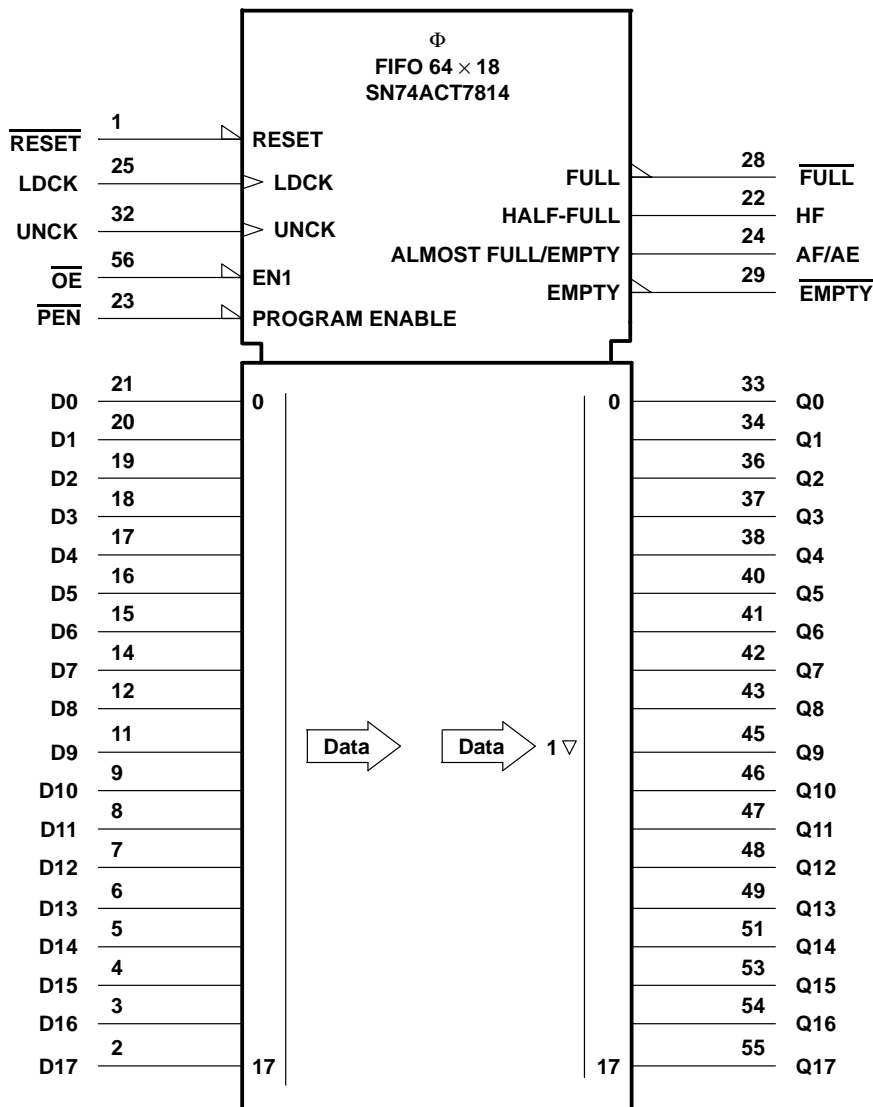 Φ
FIFO 64 × 18
SN74ACT7814
R̅E̅S̅E̅T̅ 1 RESET
LDCK 25 LDCK
UNCK 32 UNCK
O̅E̅ 56 EN1
P̅E̅N̅ 23 PROGRAM ENABLE
FULL 28 F̅U̅L̅L̅
HALF-FULL 22 HF
ALMOST FULL/EMPTY 24 AF/AE
EMPTY 29 E̅M̅P̅T̅Y̅
D0 21 0 0 33 Q0
D1 20 34 Q1
D2 19 36 Q2
D3 18 37 Q3
D4 17 38 Q4
D5 16 40 Q5
D6 15 41 Q6
D7 14 42 Q7
D8 12 43 Q8
D9 11 Data Data 1 ▽ 45 Q9
D10 9 46 Q10
D11 8 47 Q11
D12 7 48 Q12
D13 6 49 Q13
D14 5 51 Q14
D15 4 53 Q15
D16 3 54 Q16
D17 2 17 17 55 Q17